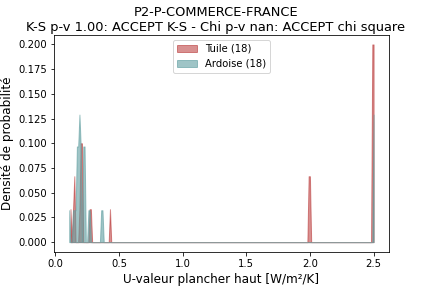 P2-P-COMMERCE-FRANCE
K-S p-v 1.00: ACCEPT K-S - Chi p-v nan: ACCEPT chi square
Tuile (18)
Ardoise (18)
Densité de probabilité
0.200
0.175
0.150
0.125
0.100
0.075
0.050
0.025
0.000
0.0 0.5 1.0 1.5 2.0 2.5
U-valeur plancher haut [W/m²/K]